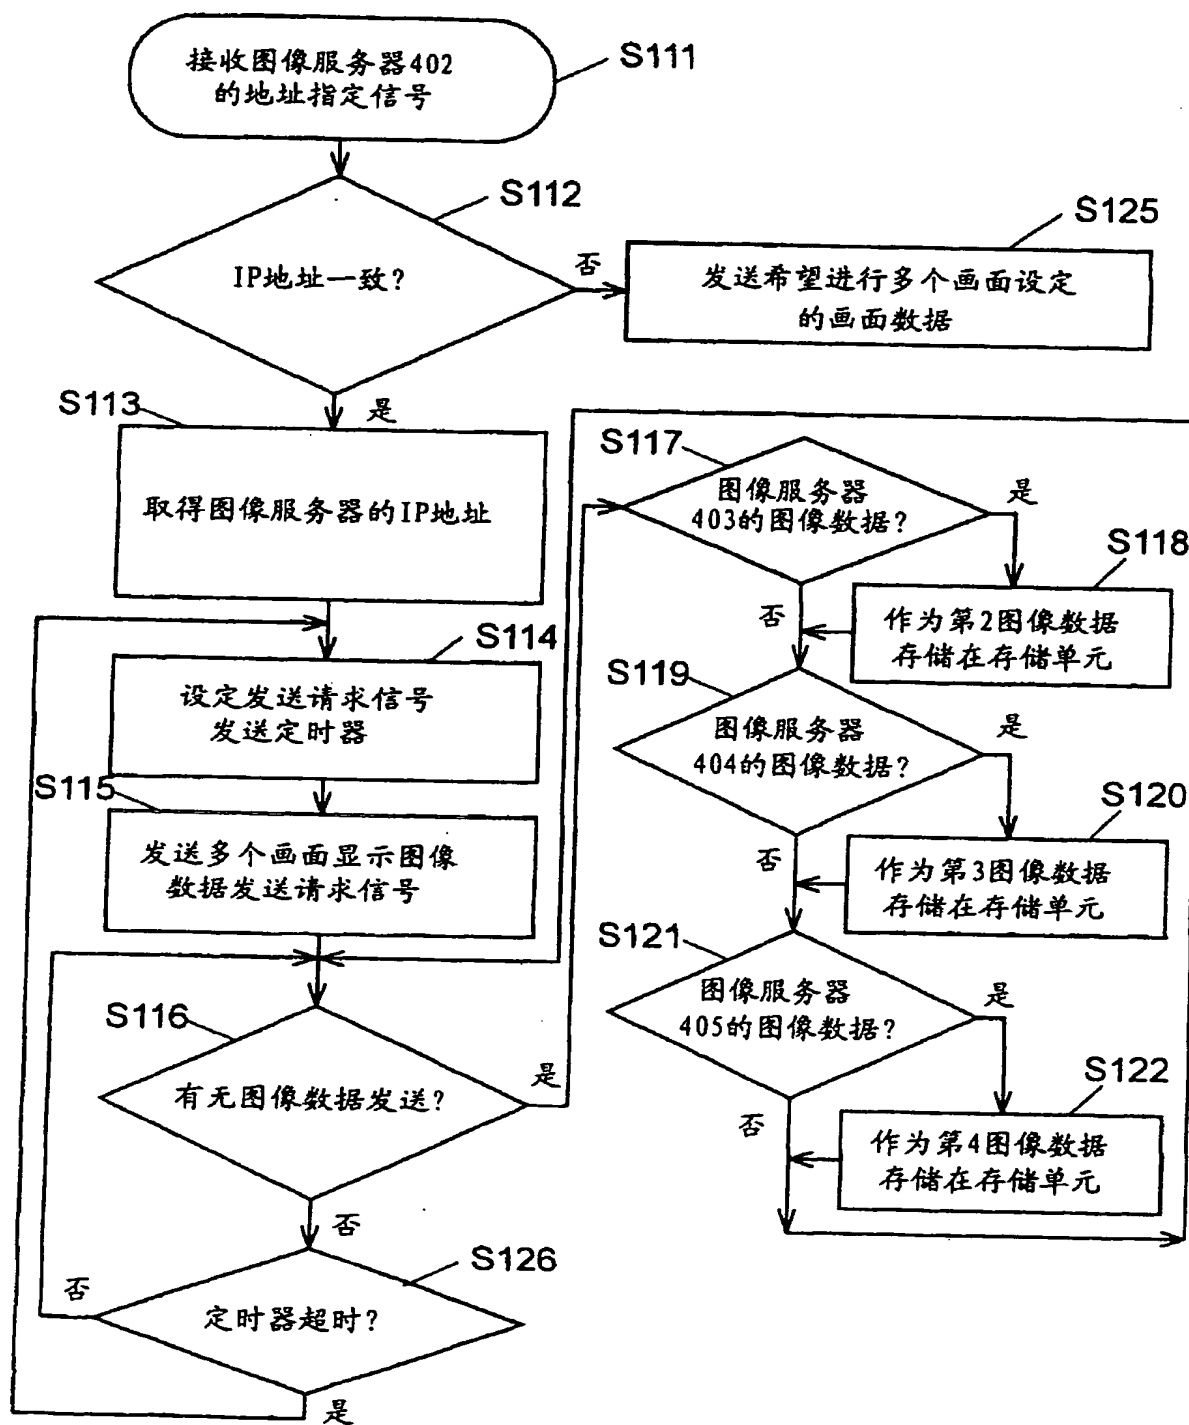 接收图像服务器402
的地址指定信号
S111
S112
IP地址一致?
否
S125
发送希望进行多个画面设定
的画面数据
是
S113
取得图像服务器的IP地址
S114
设定发送请求信号
发送定时器
S115
发送多个画面显示图像
数据发送请求信号
S116
有无图像数据发送?
是
否
S126
定时器超时?
否
是
S117
图像服务器
403的图像数据?
是
S118
作为第2图像数据
存储在存储单元
否
S119
图像服务器
404的图像数据?
是
S120
作为第3图像数据
存储在存储单元
否
S121
图像服务器
405的图像数据?
是
S122
作为第4图像数据
存储在存储单元
否